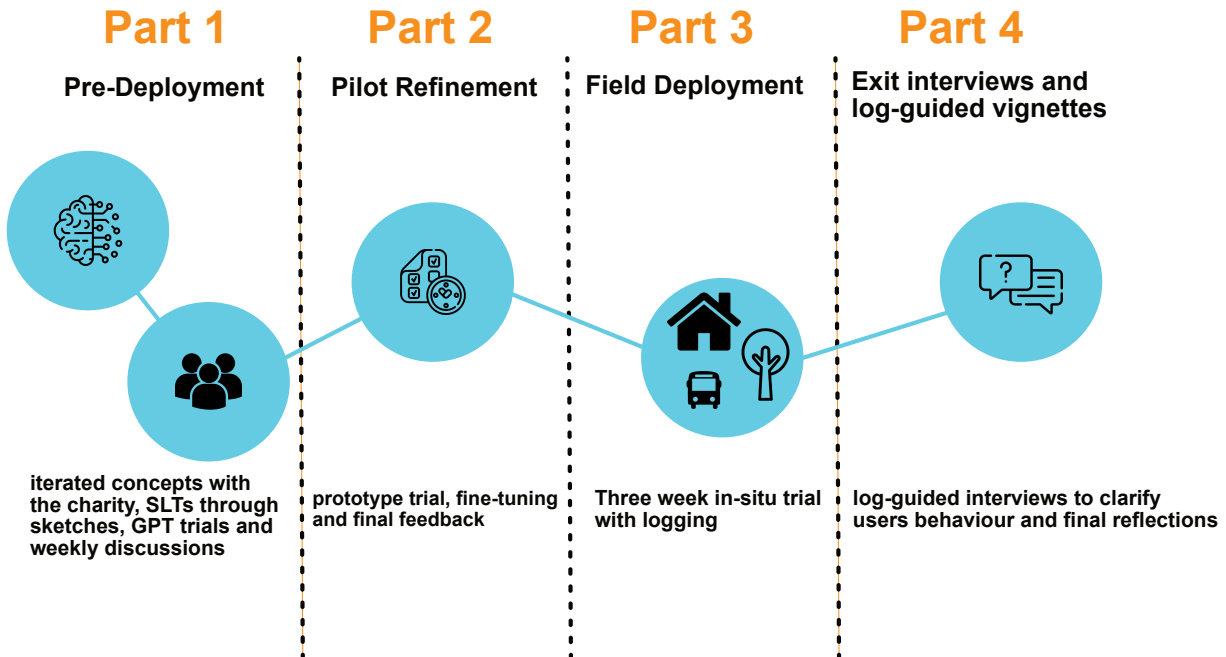 Part 1
Pre-Deployment
iterated concepts with
the charity, SLTs through
sketches, GPT trials and
weekly discussions
Part 2
Pilot Refinement
prototype trial, fine-tuning
and final feedback
Part 3
Field Deployment
Three week in-situ trial
with logging
Part 4
Exit interviews and
log-guided vignettes
?
log-guided interviews to clarify
users behaviour and final reflections